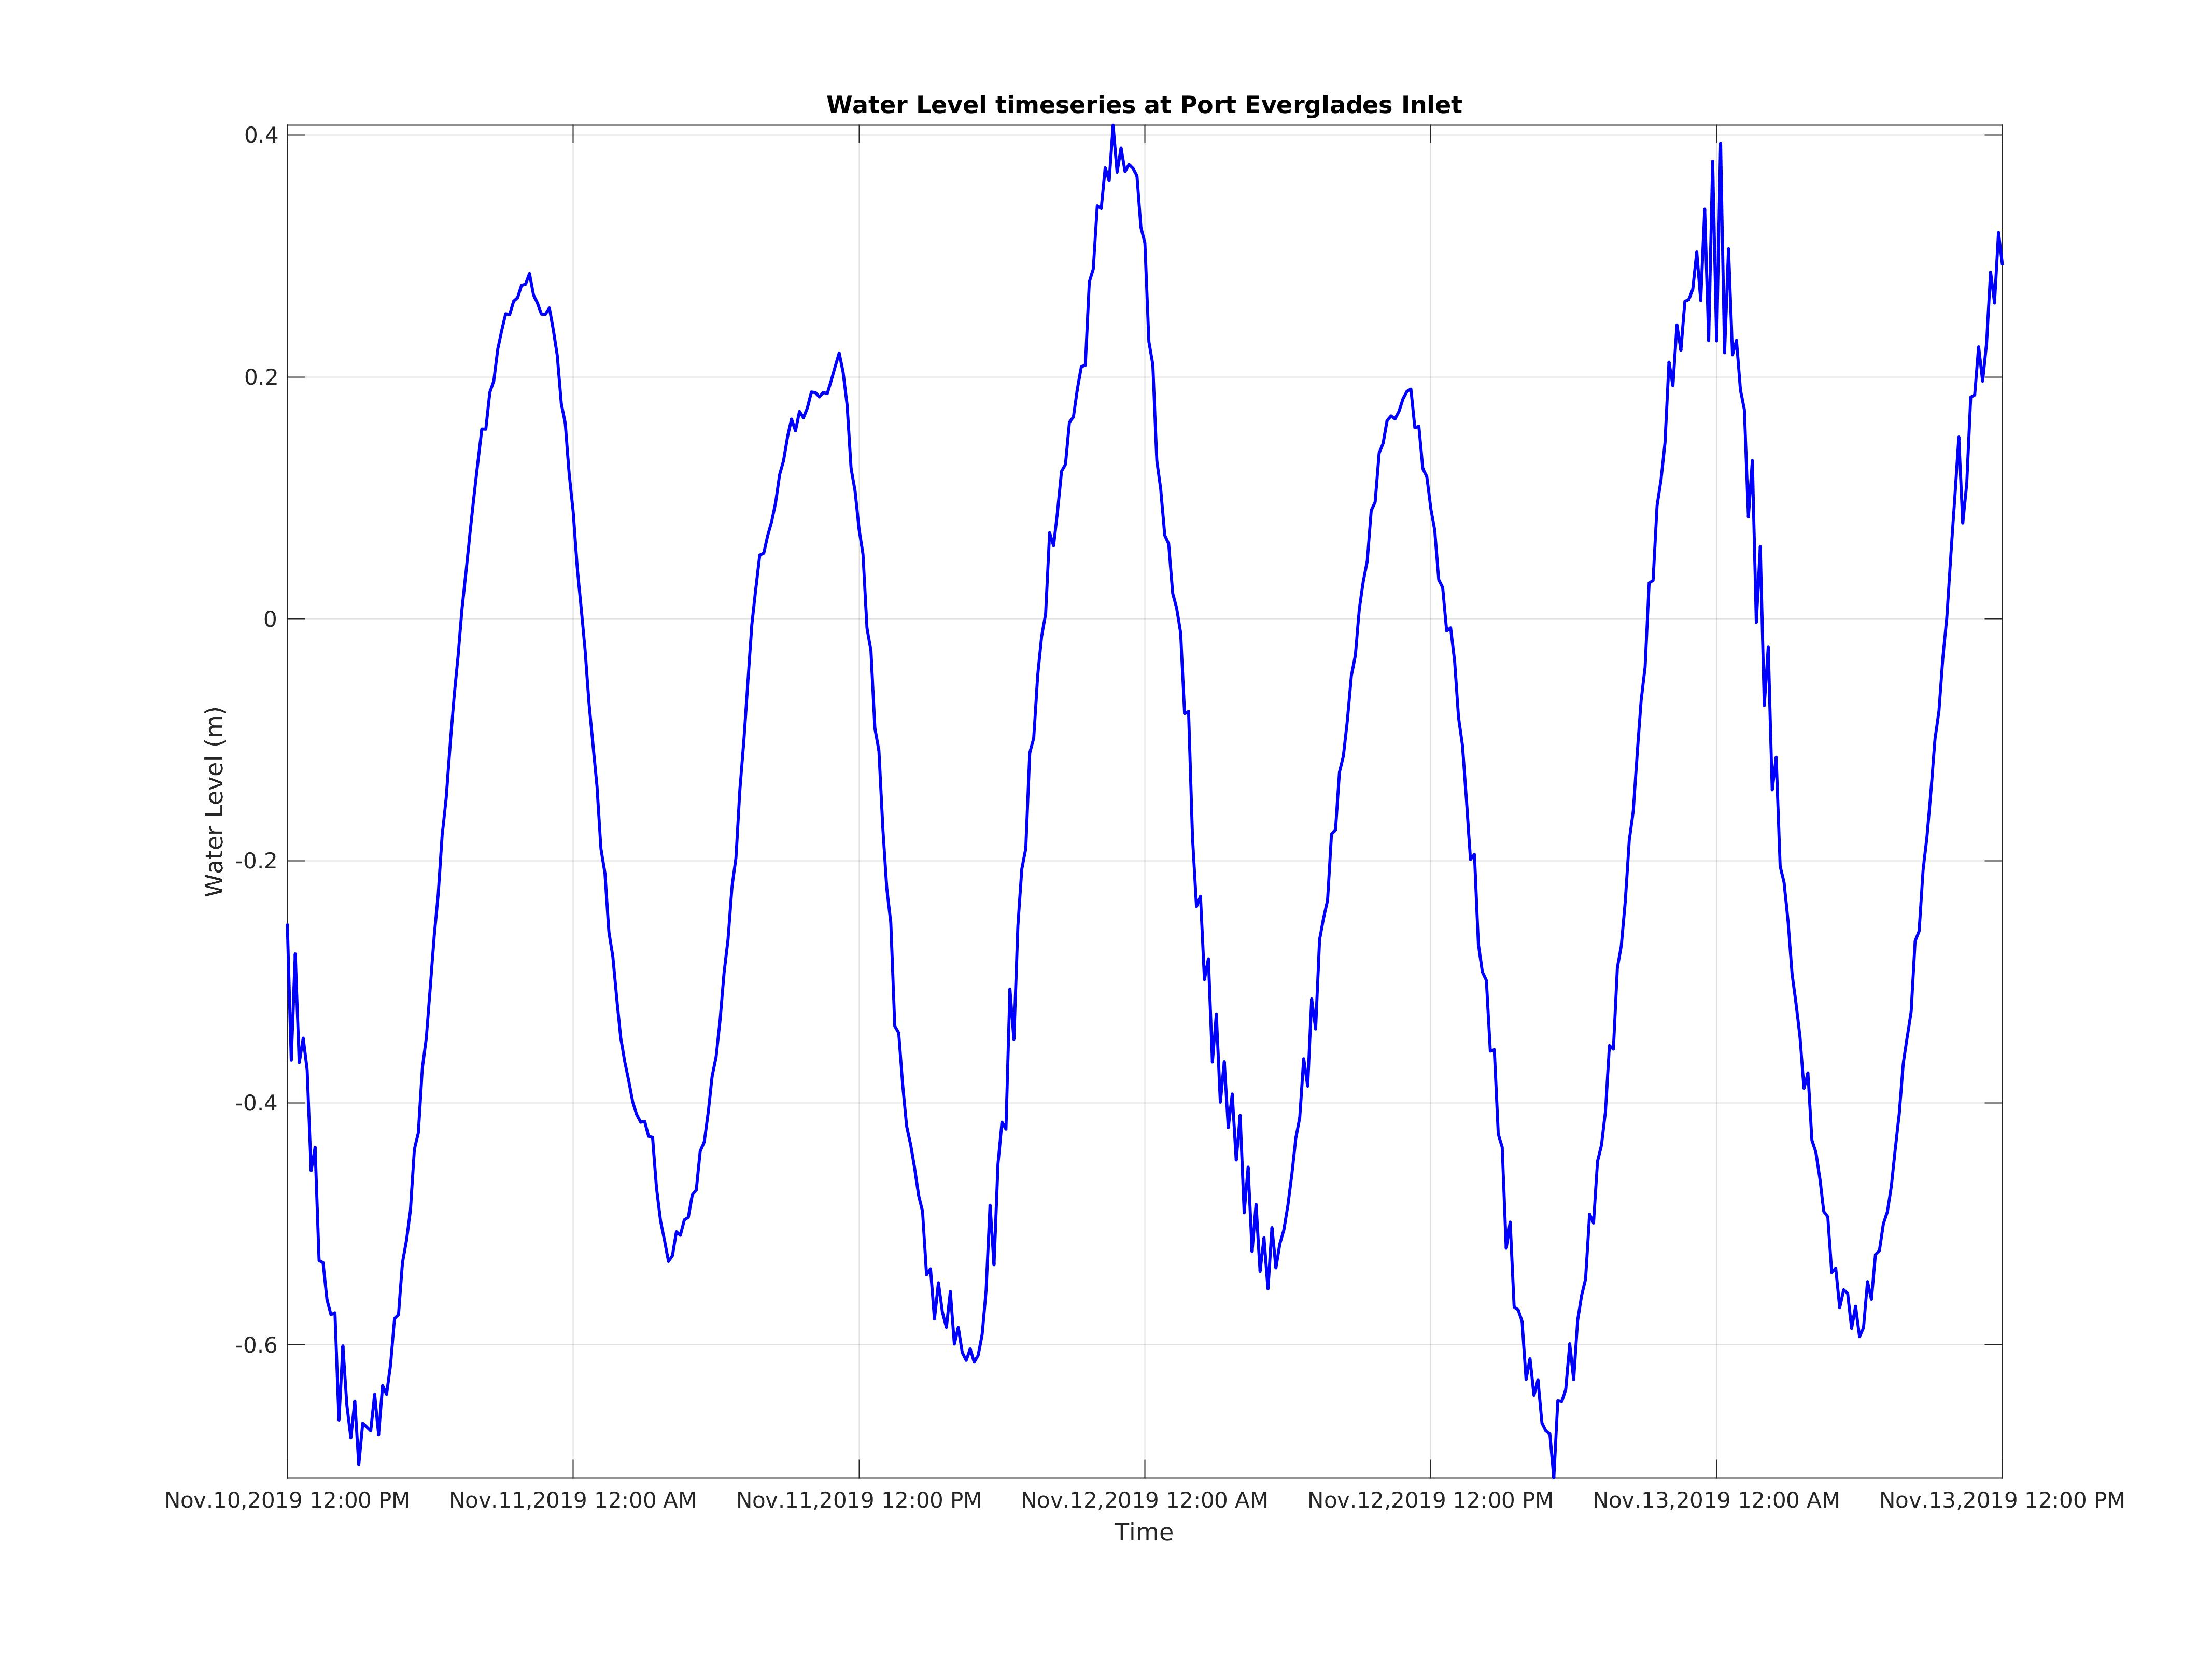 Water Level timeseries at Port Everglades Inlet
0.4
0.2
0
-0.2
-0.4
-0.6
Water Level (m)
Nov.10,2019 12:00 PM
Nov.11,2019 12:00 AM
Nov.11,2019 12:00 PM
Nov.12,2019 12:00 AM
Nov.12,2019 12:00 PM
Nov.13,2019 12:00 AM
Nov.13,2019 12:00 PM
Time